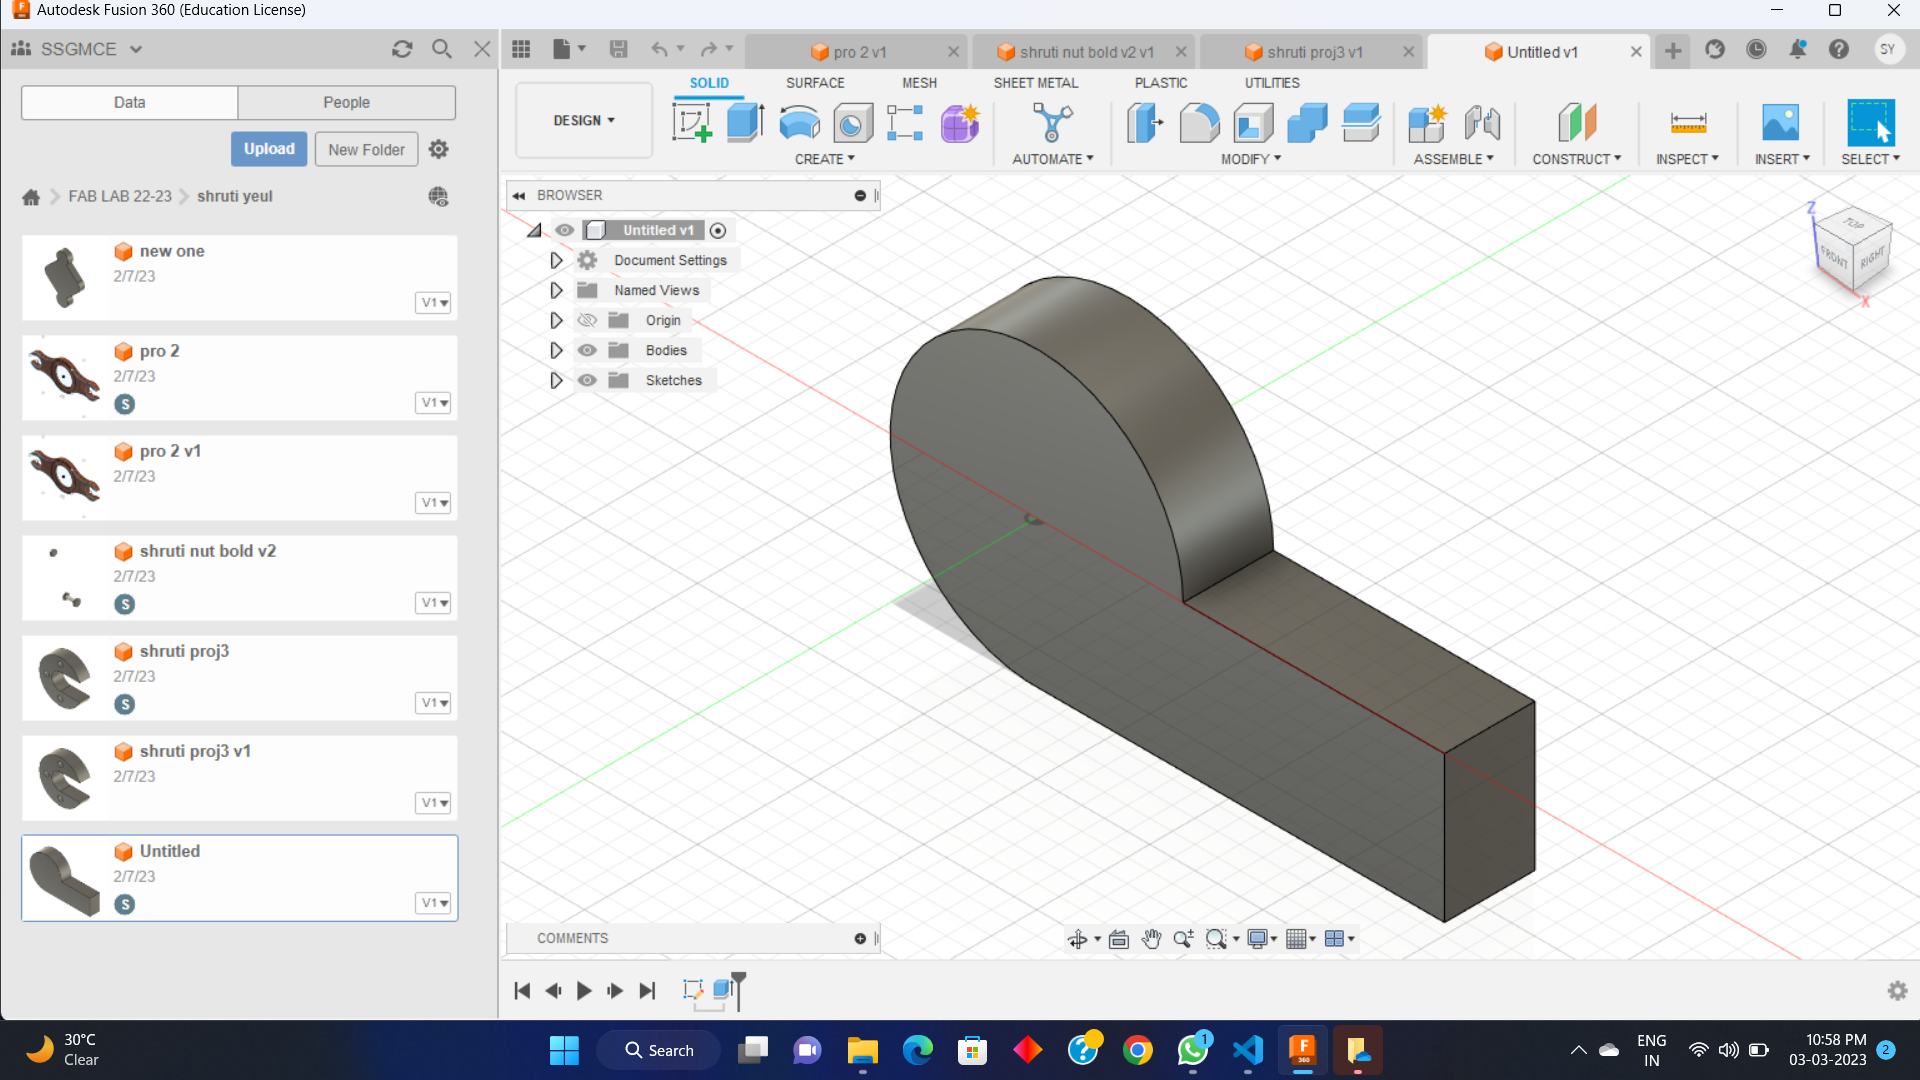 Autodesk Fusion 360 (Education License)
SSGMCE
pro 2 v1
shruti nut bold v2 v1
shruti proj3 v1
Untitled v1
SY
Data
People
Upload
New Folder
FAB LAB 22-23
shruti yeul
new one
2/7/23
V1
pro 2
2/7/23
S
V1
pro 2 v1
2/7/23
V1
shruti nut bold v2
2/7/23
S
V1
shruti proj3
2/7/23
S
V1
shruti proj3 v1
2/7/23
V1
Untitled
2/7/23
S
V1
SOLID
SURFACE
MESH
SHEET METAL
PLASTIC
UTILITIES
DESIGN
CREATE
AUTOMATE
MODIFY
ASSEMBLE
CONSTRUCT
INSPECT
INSERT
SELECT
BROWSER
Untitled v1
Document Settings
Named Views
Origin
Bodies
Sketches
Z
TOP
FRONT
RIGHT
X
COMMENTS
30°C
Clear
Search
1
F
360
ENG
IN
10:58 PM
03-03-2023
2